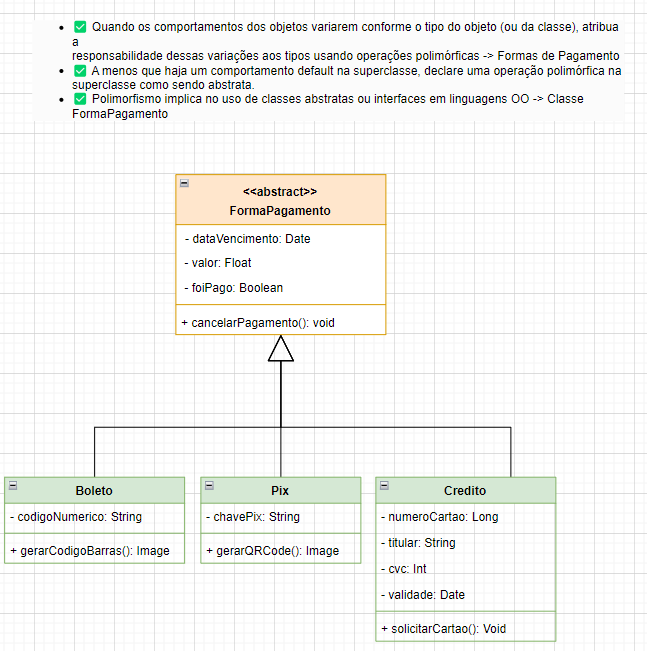 • ✅ Quando os comportamentos dos objetos variarem conforme o tipo do objeto (ou da classe), atribua
a
responsabilidade dessas variações aos tipos usando operações polimórficas -> Formas de Pagamento
• ✅ A menos que haja um comportamento default na superclasse, declare uma operação polimórfica na
superclasse como sendo abstrata.
• ✅ Polimorfismo implica no uso de classes abstratas ou interfaces em linguagens OO -> Classe
FormaPagamento
<<abstract>>
FormaPagamento
- dataVencimento: Date
- valor: Float
- foiPago: Boolean
+ cancelarPagamento(): void
Boleto
- codigoNumerico: String
+ gerarCodigoBarras(): Image
Pix
- chavePix: String
+ gerarQRCode(): Image
Credito
- numeroCartao: Long
- titular: String
- cvc: Int
- validade: Date
+ solicitarCartao(): Void